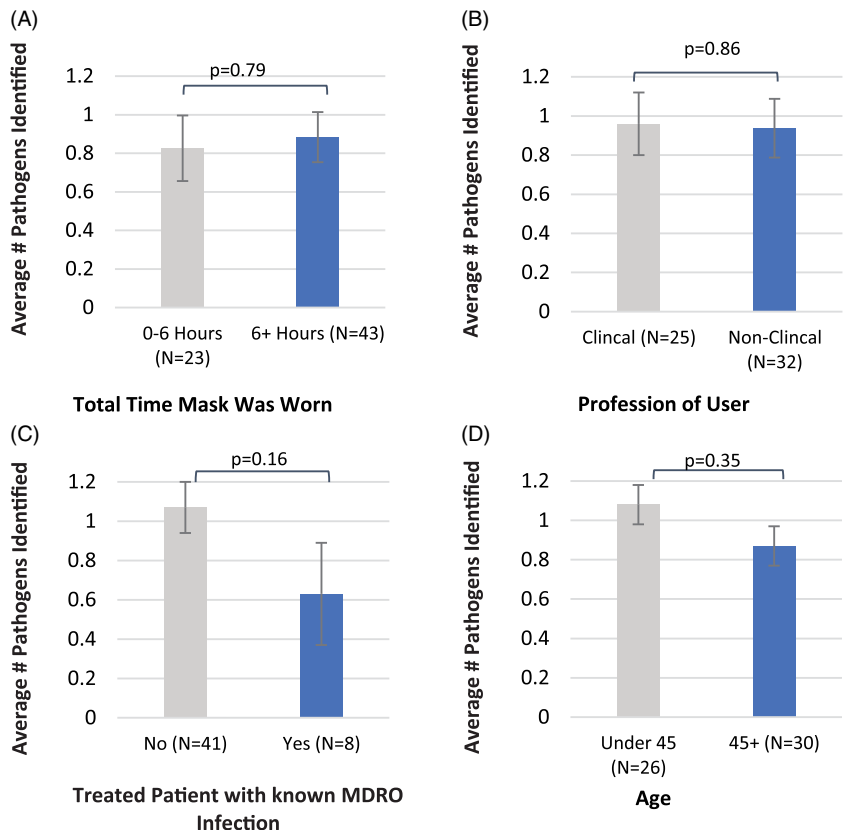 (A)
Average # Pathogens Identified
p=0.79
1.2
1
0.8
0.6
0.4
0.2
0
0-6 Hours
(N=23)
6+ Hours (N=43)
Total Time Mask Was Worn
(B)
Average # Pathogens Identified
p=0.86
1.2
1
0.8
0.6
0.4
0.2
0
Clincal (N=25)
Non-Clincal
(N=32)
Profession of User
(C)
Average # Pathogens Identified
p=0.16
1.2
1
0.8
0.6
0.4
0.2
0
No (N=41)
Yes (N=8)
Treated Patient with known MDRO
Infection
(D)
Average # Pathogens Identified
p=0.35
1.2
1
0.8
0.6
0.4
0.2
0
Under 45
(N=26)
45+ (N=30)
Age